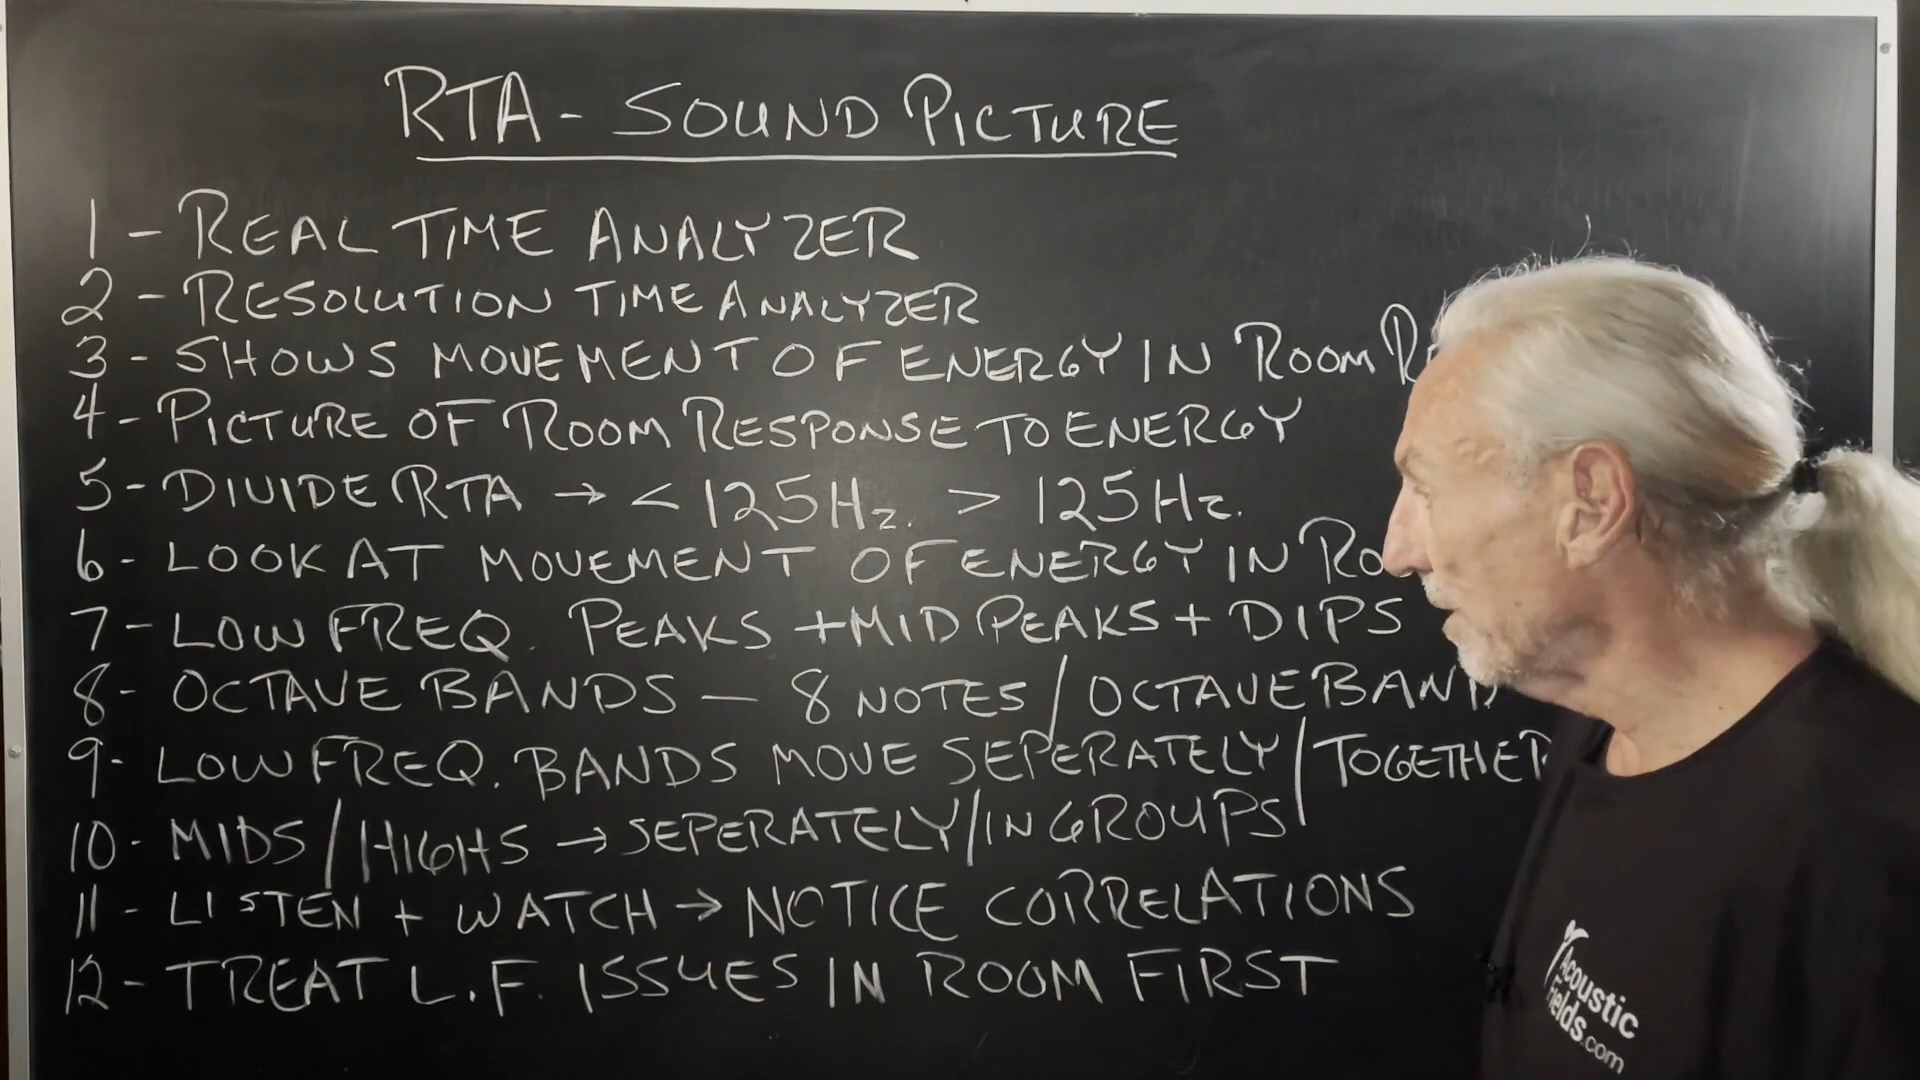 RTA - SOUND PICTURE
1 - REAL TIME ANALYZER
2 - RESOLUTION TIME ANALYZER
3 - SHOWS MOVEMENT OF ENERGY IN ROOM
4 - PICTURE OF ROOM RESPONSE TO ENERGY
5 - DIVIDE RTA → < 125 Hz. > 125 Hz.
6 - LOOK AT MOVEMENT OF ENERGY IN
7 - LOW FREQ. PEAKS + MID PEAKS + DIPS
8 - OCTAVE BANDS — 8 NOTES / OCTAVE BAND
9 - LOW FREQ. BANDS MOVE SEPERATELY / TOGETHER
10 - MIDS / HIGHS → SEPERATELY / IN GROUPS
11 - LISTEN + WATCH → NOTICE CORRELATIONS
12 - TREAT L.F. ISSUES IN ROOM FIRST
Acoustic
Fields.com